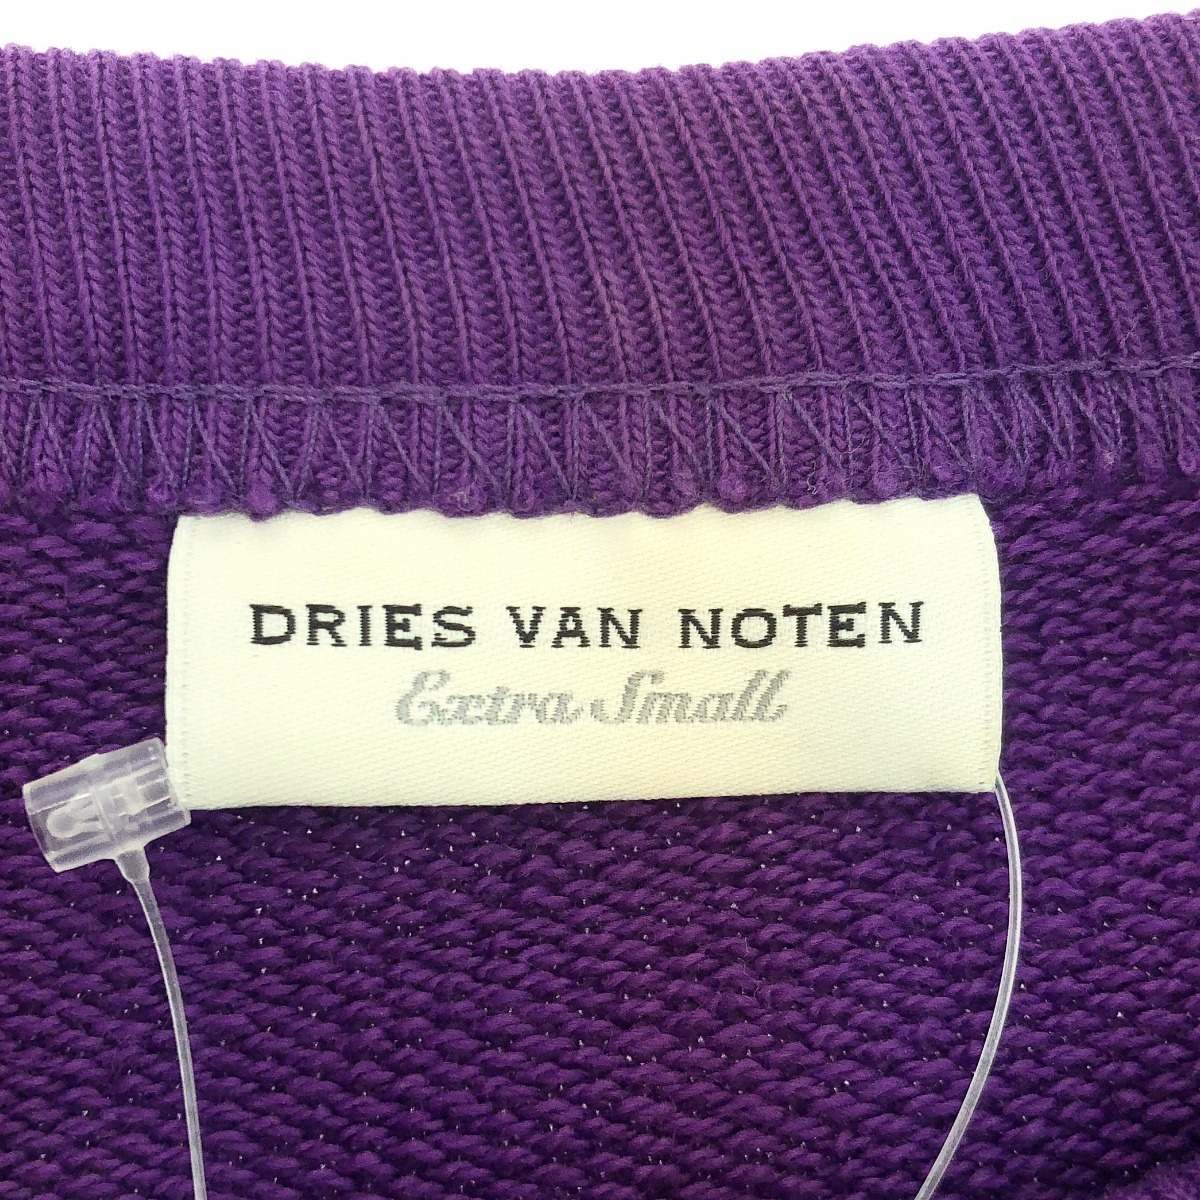 DRIES VAN NOTEN
Extra Small